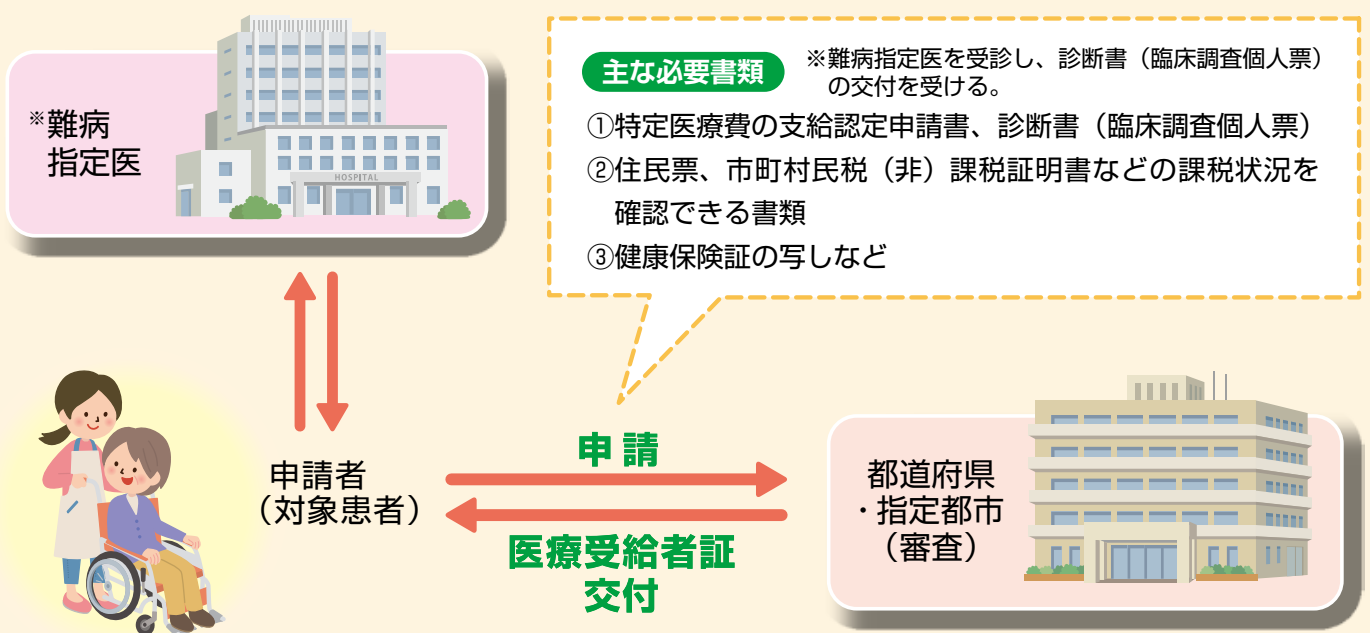 ※難病
指定医
HOSPITAL
主な必要書類
※難病指定医を受診し、診断書（臨床調査個人票）
の交付を受ける。
①特定医療費の支給認定申請書、診断書（臨床調査個人票）
②住民票、市町村民税（非）課税証明書などの課税状況を
確認できる書類
③健康保険証の写しなど
申請者
（対象患者）
申請
医療受給者証
交付
都道府県
・指定都市
（審査）